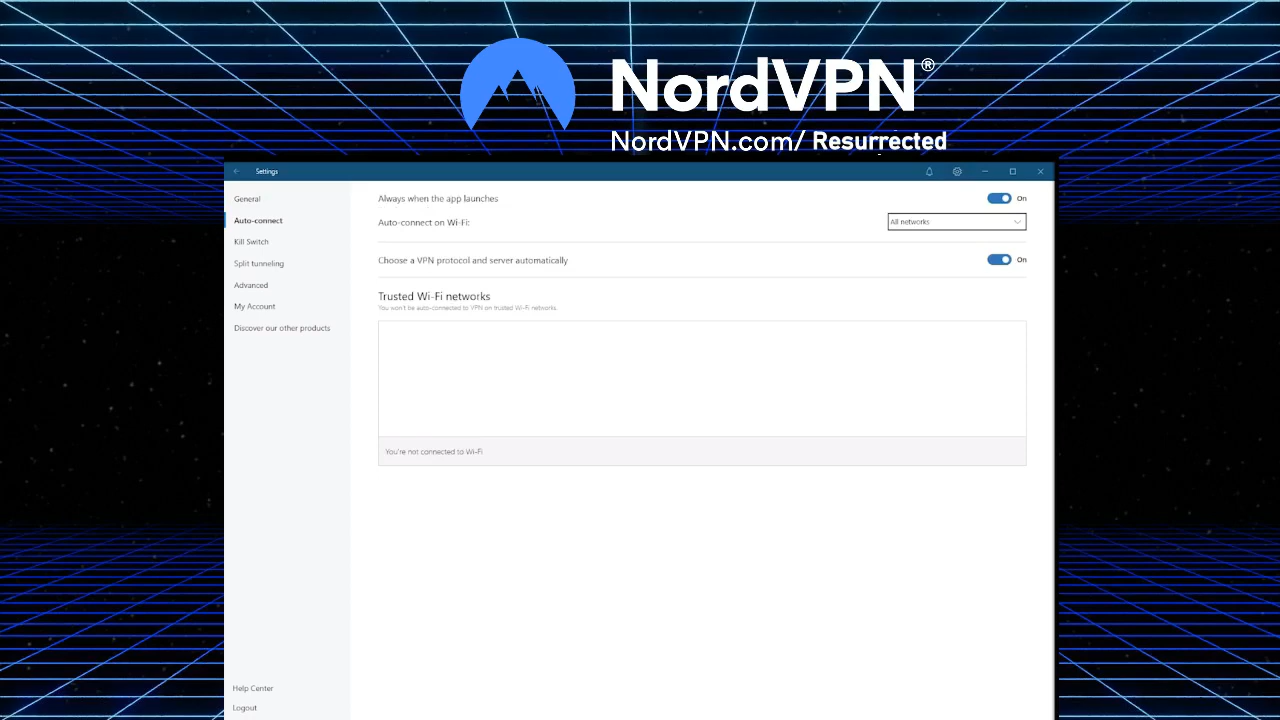 NordVPN®
NordVPN.com/ Resurrected
Settings
General
Auto-connect
Kill Switch
Split tunneling
Advanced
My Account
Discover our other products
Always when the app launches
On
Auto-connect on Wi-Fi:
All networks
Choose a VPN protocol and server automatically
On
Trusted Wi-Fi networks
You won't be auto-connected to VPN on trusted Wi-Fi networks.
You're not connected to Wi-Fi
Help Center
Logout